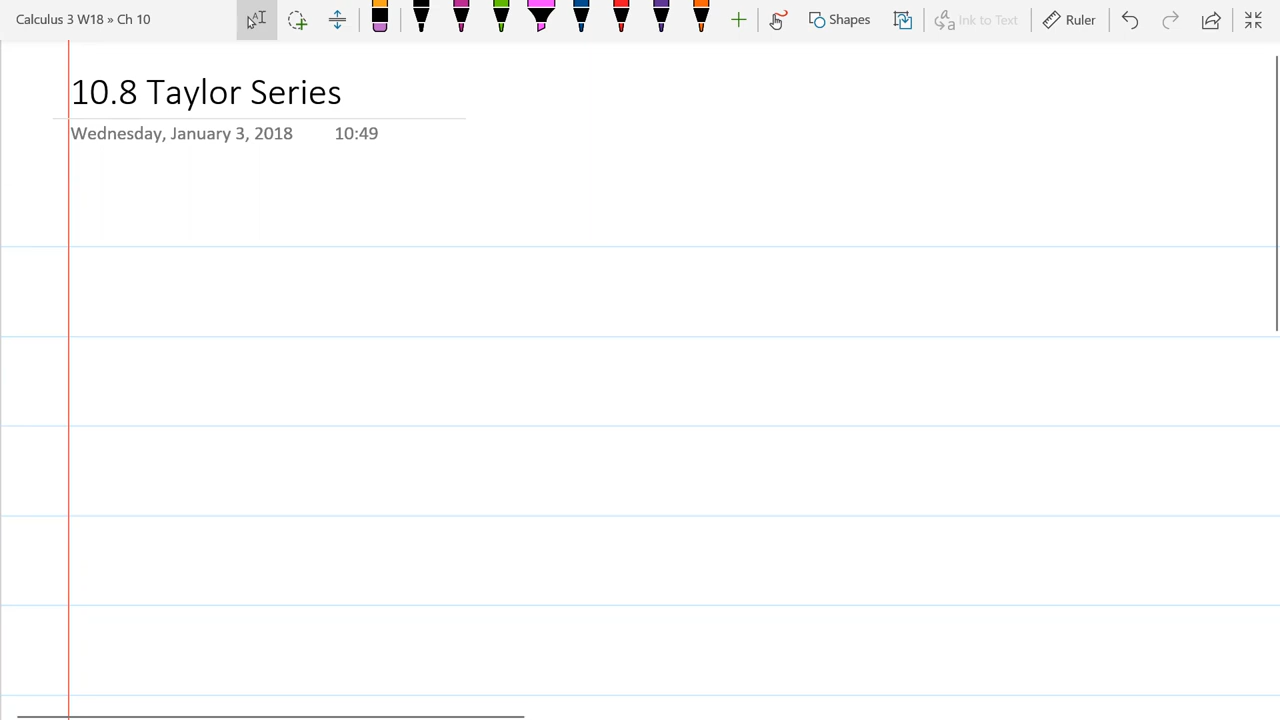 Calculus 3 W18 » Ch 10
Shapes
Ink to Text
Ruler
10.8 Taylor Series
Wednesday, January 3, 2018 10:49